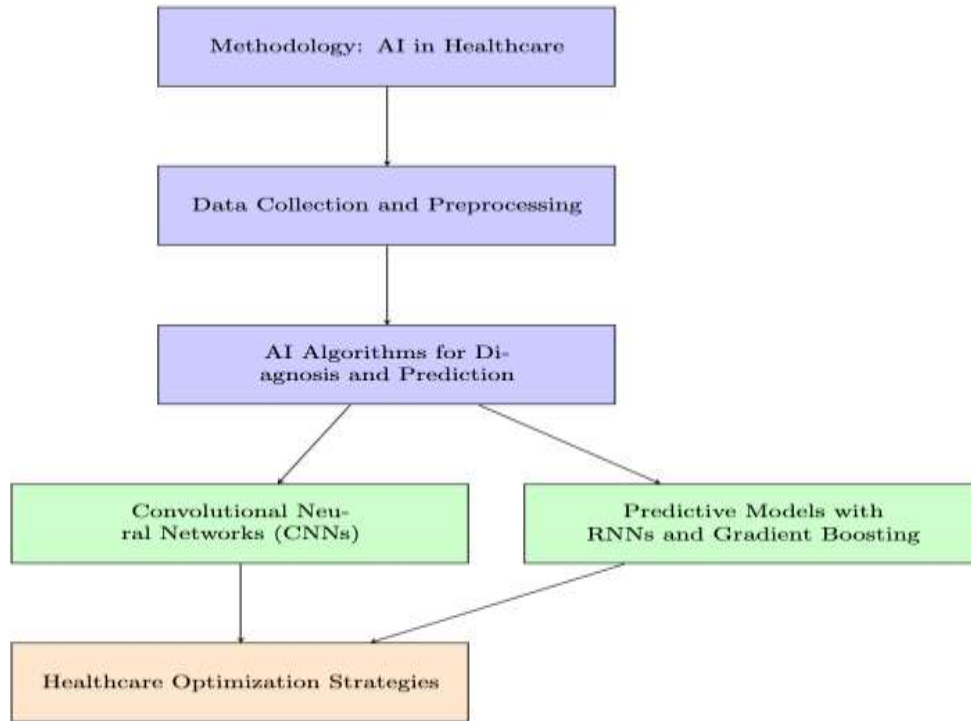 Methodology: AI in Healthcare
Data Collection and Preprocessing
AI Algorithms for Di-
agnosis and Prediction
Convolutional Neu-
ral Networks (CNNs)
Predictive Models with
RNNs and Gradient Boosting
Healthcare Optimization Strategies